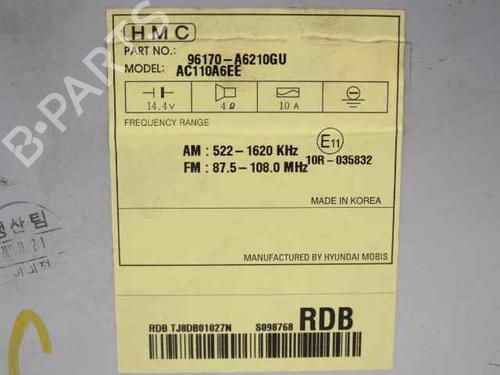 HMC
PART NO.: 96170-A6210GU
MODEL: AC110A6EE
14.4V 4Ω 10A
FREQUENCY RANGE
AM : 522-1620 KHz
FM : 87.5-108.0 MHz
E11
10R-035832
MADE IN KOREA
MANUFACTURED BY HYUNDAI MOBIS
RDB TJ8DB01027N S098768 RDB
B-PARTS